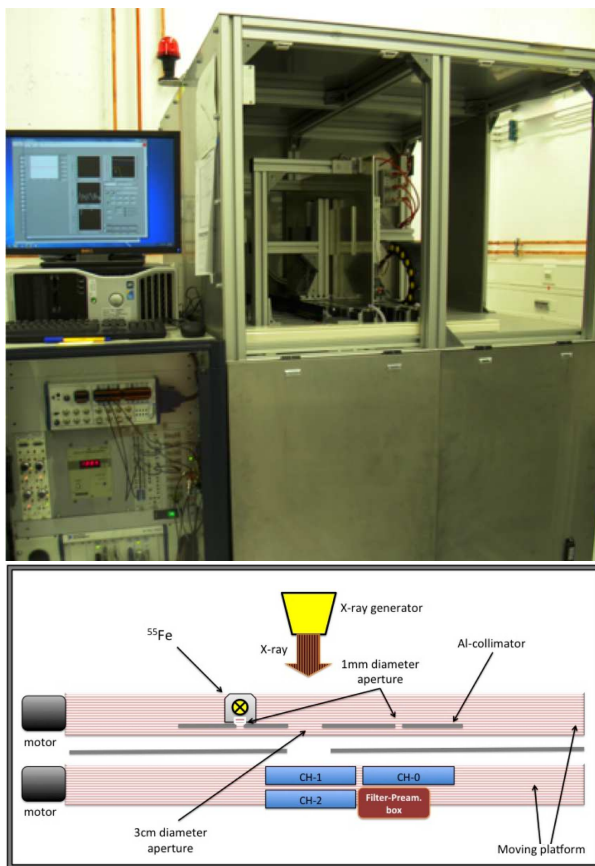 X-ray generator
⁵⁵Fe
X-ray
1mm diameter
aperture
Al-collimator
motor
CH-1
CH-0
motor
CH-2
Filter-Pream.
box
3cm diameter
aperture
Moving platform